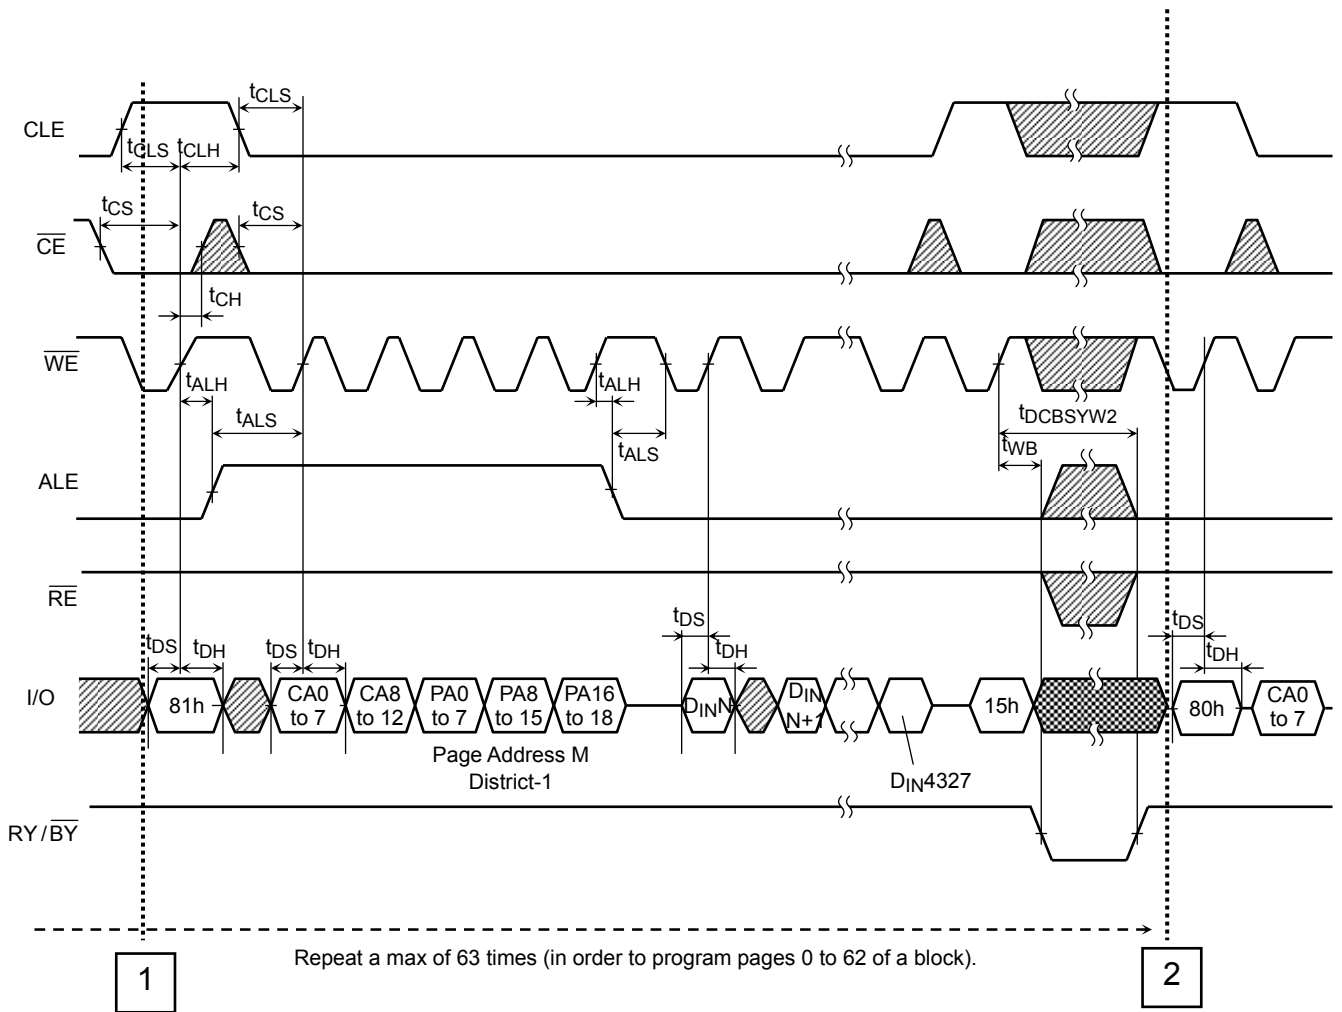 tCLS
CLE
tCLS tCLH
tCS tCS
CE
tCH
WE
tALH tALH
tDCBSYW2
tALS
tALS
tWB
ALE
RE
tDS tDH tDS tDH tDS tDH tDS tDH
I/O
81h
CA0 to 7
CA8 to 12
PA0 to 7
PA8 to 15
PA16 to 18
DINN
DIN N+1
15h
80h
CA0 to 7
Page Address M
District-1
DIN4327
RY/BY
Repeat a max of 63 times (in order to program pages 0 to 62 of a block).
1
2